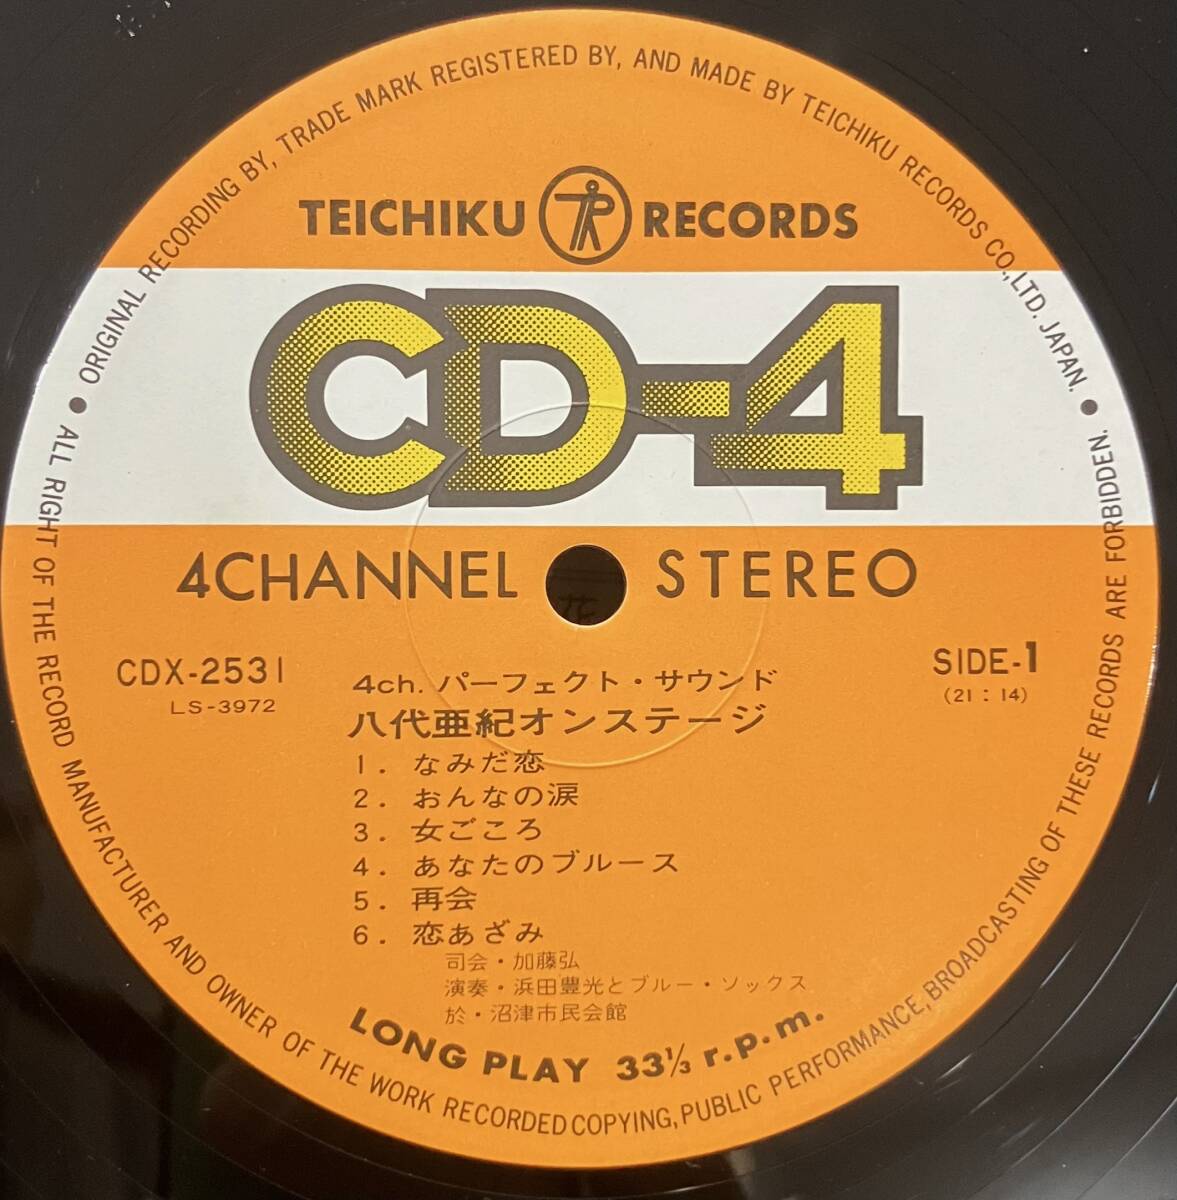 ● ORIGINAL RECORDING BY, TRADE MARK REGISTERED BY, AND MADE BY TEICHIKU RECORDS CO., LTD. JAPAN. ●
TEICHIKU RECORDS
CD-4
4CHANNEL STEREO
CDX-2531
LS-3972
SIDE-1
(21:14)
4ch. パーフェクト・サウンド
八代亜紀オンステージ
1. なみだ恋
2. おんなの涙
3. 女ごころ
4. あなたのブルース
5. 再会
6. 恋あざみ
司会・加藤弘
演奏・浜田豊光とブルー・ソックス
於・沼津市民会館
LONG PLAY 33⅓ r.p.m.
ALL RIGHT OF THE RECORD MANUFACTURER AND OWNER OF THE WORK RECORDED COPYING, PUBLIC PERFORMANCE, BROADCASTING OF THESE RECORDS ARE FORBIDDEN.